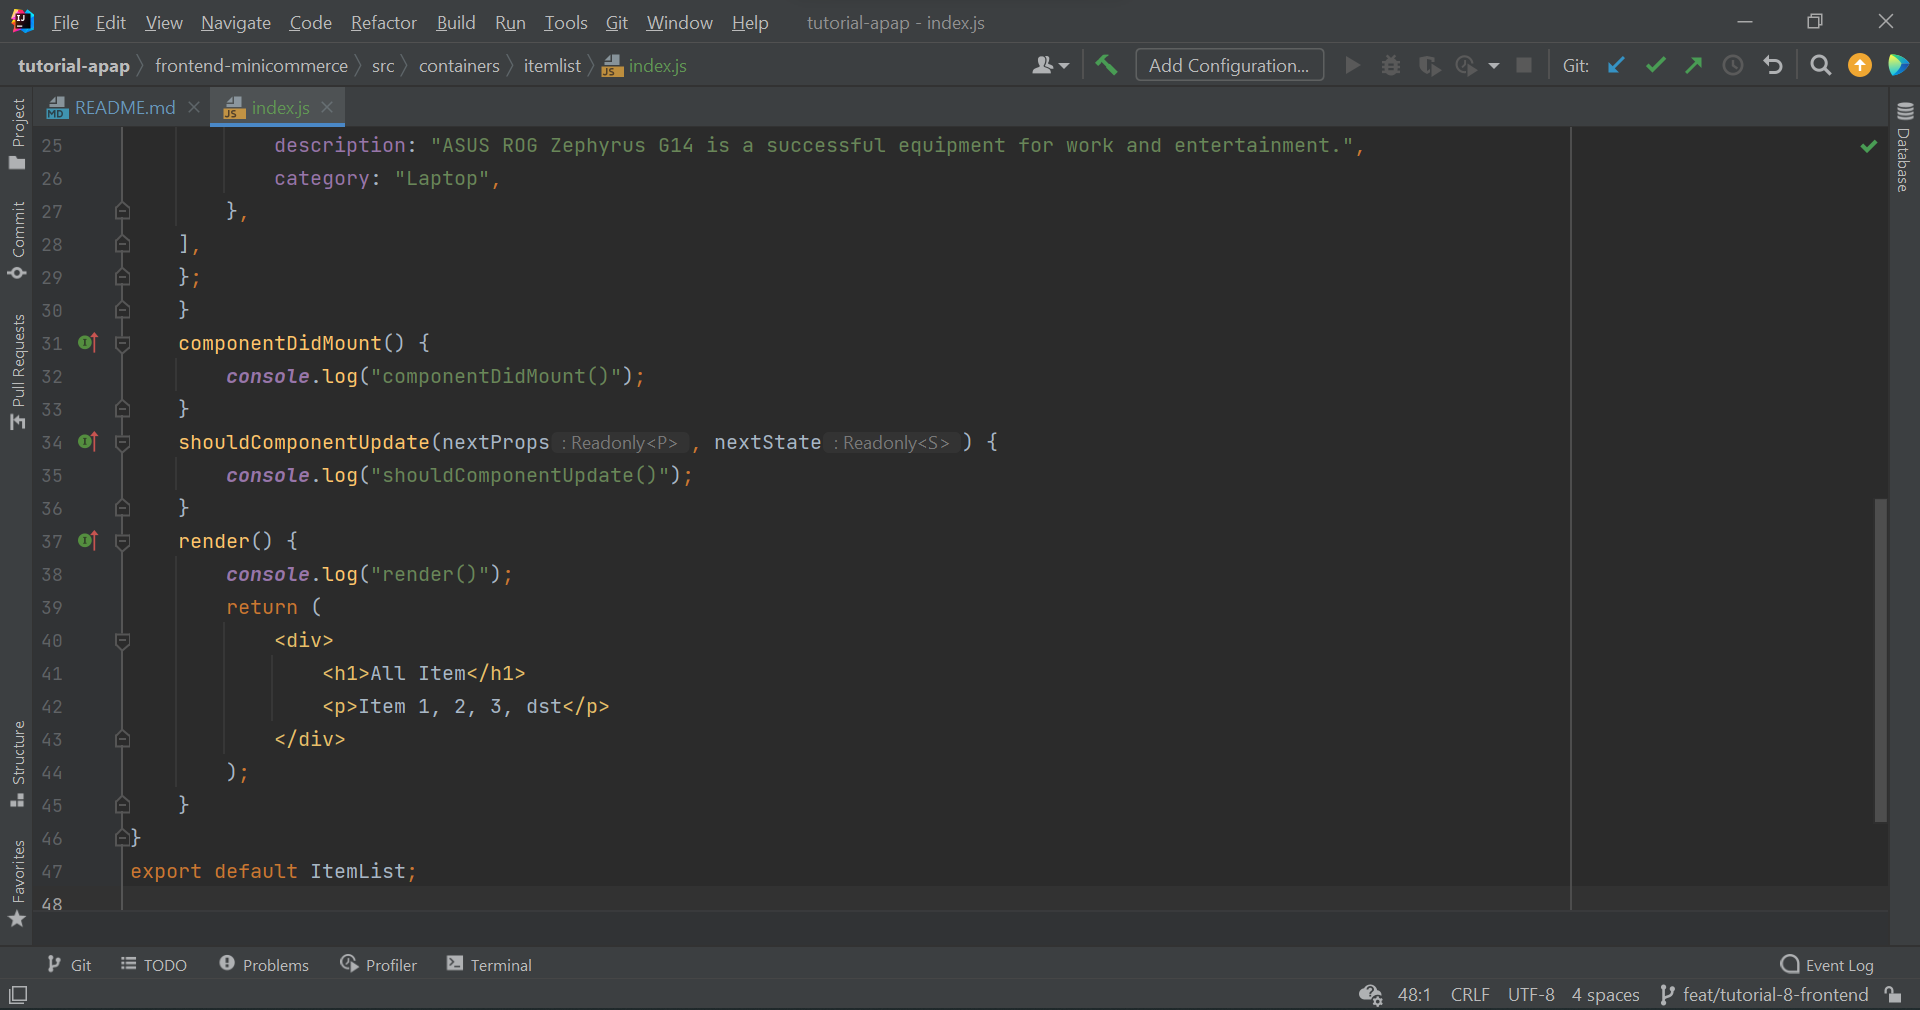 File Edit View Navigate Code Refactor Build Run Tools Git Window Help tutorial-apap - index.js
tutorial-apap frontend-minicommerce src containers itemlist index.js Add Configuration... Git:
README.md index.js
Project
Commit
Pull Requests
Structure
Favorites
Database
25 description: "ASUS ROG Zephyrus G14 is a successful equipment for work and entertainment.",
26 category: "Laptop",
27 },
28 ],
29 };
30 }
31 componentDidMount() {
32 console.log("componentDidMount()");
33 }
34 shouldComponentUpdate(nextProps : Readonly<P> , nextState : Readonly<S> ) {
35 console.log("shouldComponentUpdate()");
36 }
37 render() {
38 console.log("render()");
39 return (
40 <div>
41 <h1>All Item</h1>
42 <p>Item 1, 2, 3, dst</p>
43 </div>
44 );
45 }
46 }
47 export default ItemList;
48
Git TODO Problems Profiler Terminal Event Log
48:1 CRLF UTF-8 4 spaces feat/tutorial-8-frontend